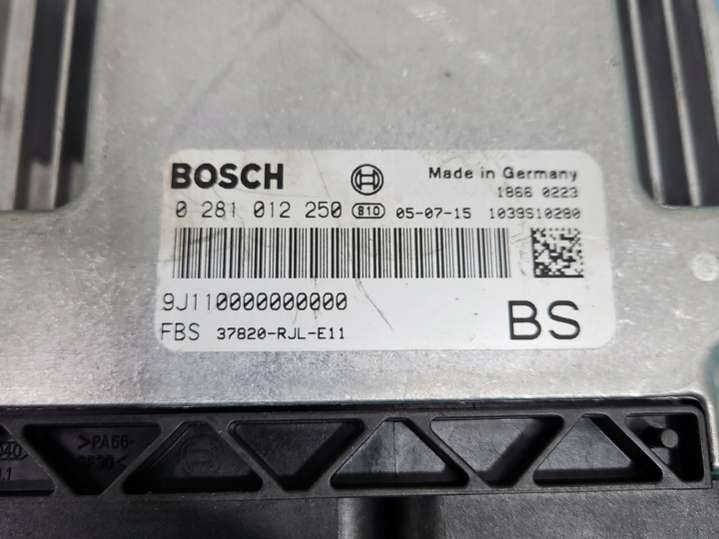 BOSCH Made in Germany
1866 0223
0 281 012 250 B10 05-07-15 1039S10280
9J110000000000
FBS 37820-RJL-E11
BS
>PA66-